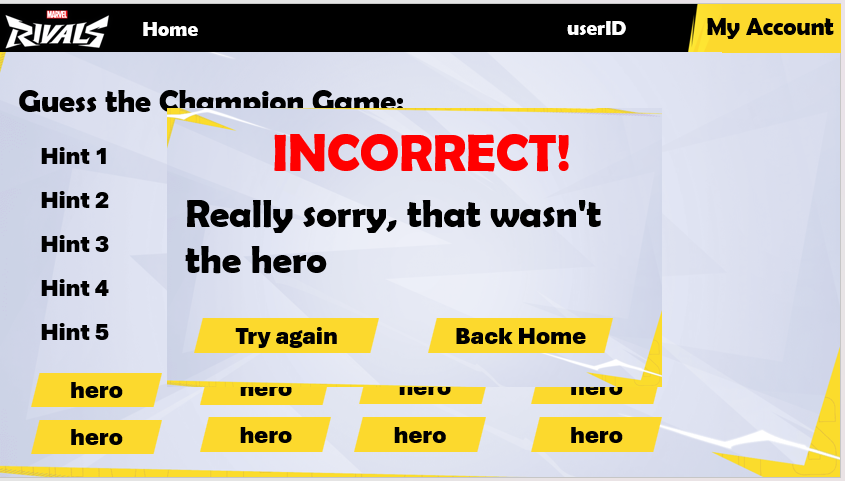 MARVEL
RIVALS
Home
userID
My Account
Guess the Champion Game:
Hint 1
Hint 2
Hint 3
Hint 4
Hint 5
INCORRECT!
Really sorry, that wasn't
the hero
Try again
Back Home
hero hero hero hero
hero hero hero hero